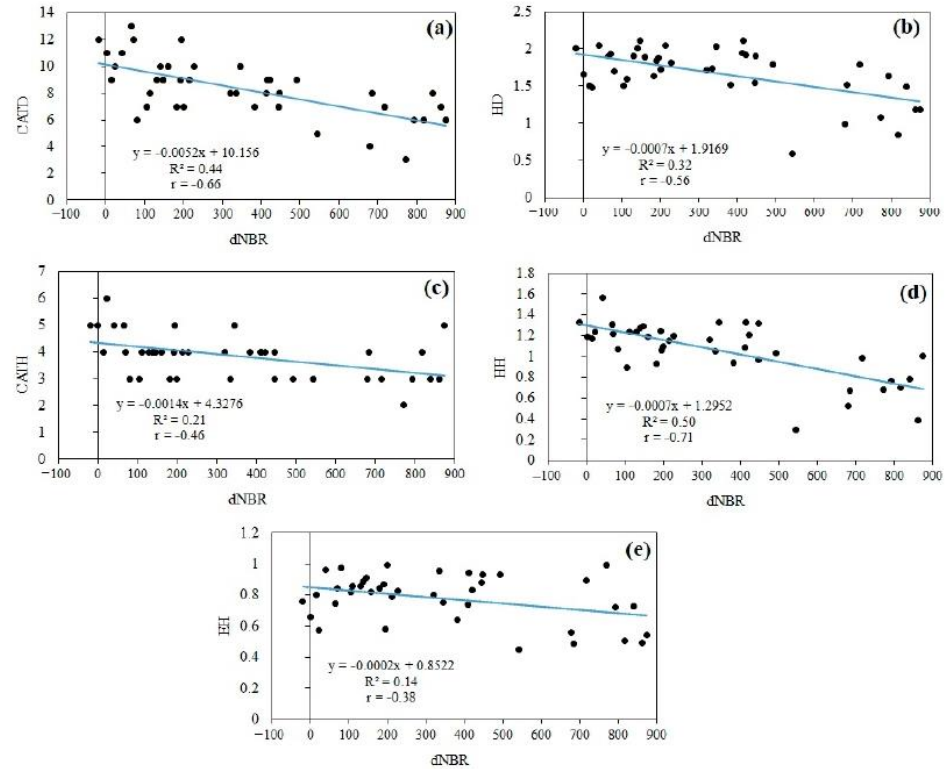 (a)
14
12
10
8
6
4
2
0
CATD
y = -0.0052x + 10.156
R² = 0.44
r = -0.66
−100 0 100 200 300 400 500 600 700 800 900
dNBR
(b)
2.5
2
1.5
1
0.5
0
HD
y = -0.0007x + 1.9169
R² = 0.32
r = -0.56
−100 0 100 200 300 400 500 600 700 800 900
dNBR
(c)
7
6
5
4
3
2
1
0
CATH
y = -0.0014x + 4.3276
R² = 0.21
r = -0.46
−100 0 100 200 300 400 500 600 700 800 900
dNBR
(d)
1.8
1.6
1.4
1.2
1
0.8
0.6
0.4
0.2
0
HH
y = -0.0007x + 1.2952
R² = 0.50
r = -0.71
−100 0 100 200 300 400 500 600 700 800 900
dNBR
(e)
1.2
1
0.8
0.6
0.4
0.2
0
EH
y = -0.0002x + 0.8522
R² = 0.14
r = -0.38
−100 0 100 200 300 400 500 600 700 800 900
dNBR